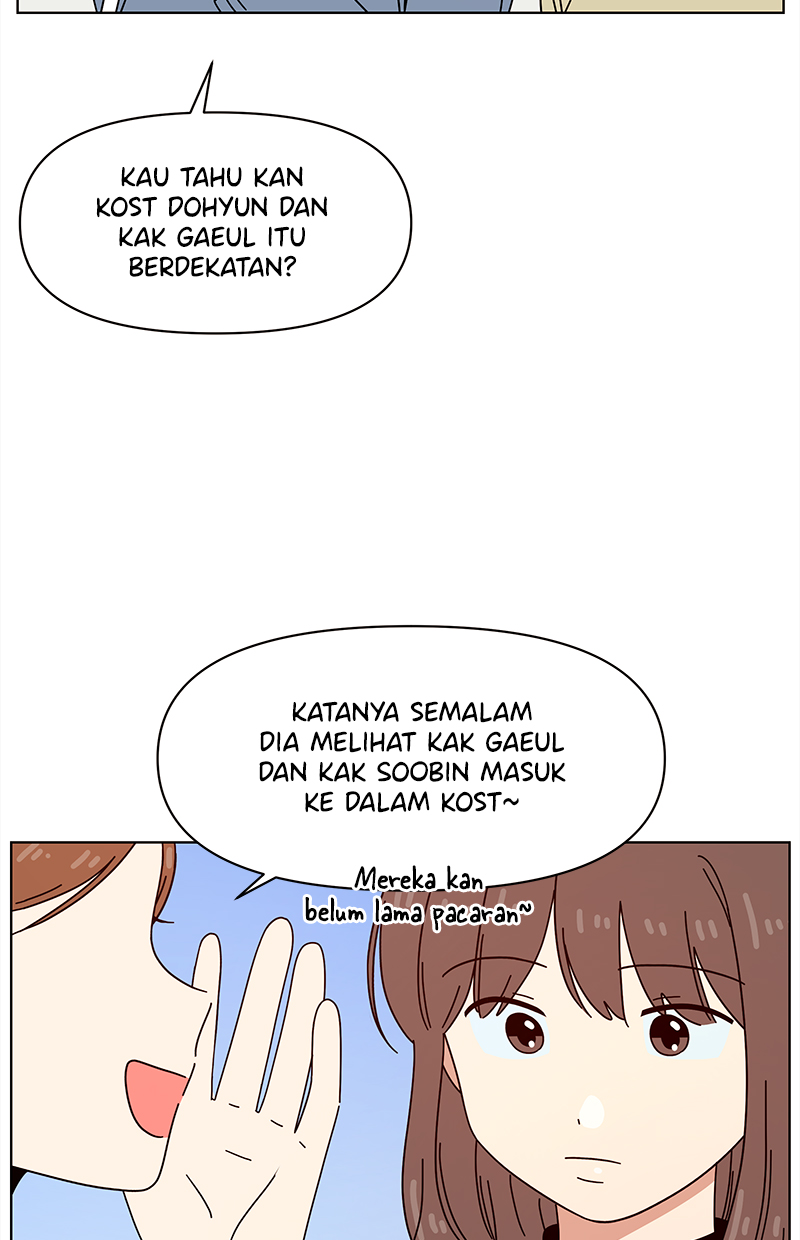 KAU TAHU KAN
KOST DOHYUN DAN
KAK GAEUL ITU
BERDEKATAN?
KATANYA SEMALAM
DIA MELIHAT KAK GAEUL
DAN KAK SOOBIN MASUK
KE DALAM KOST~
Mereka kan
belum lama pacaran~